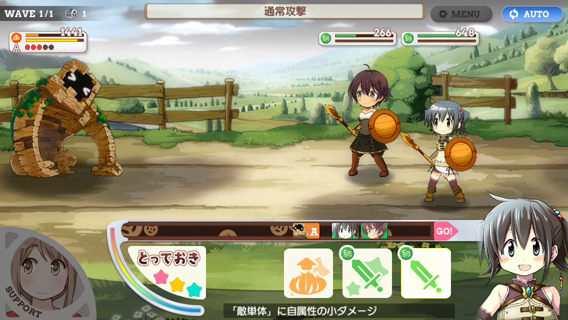 WAVE 1/1 1
通常攻撃
MENU
AUTO
1441
A
266
648
A
GO!
とっておき
SUPPORT
「敵単体」に自属性の小ダメージ